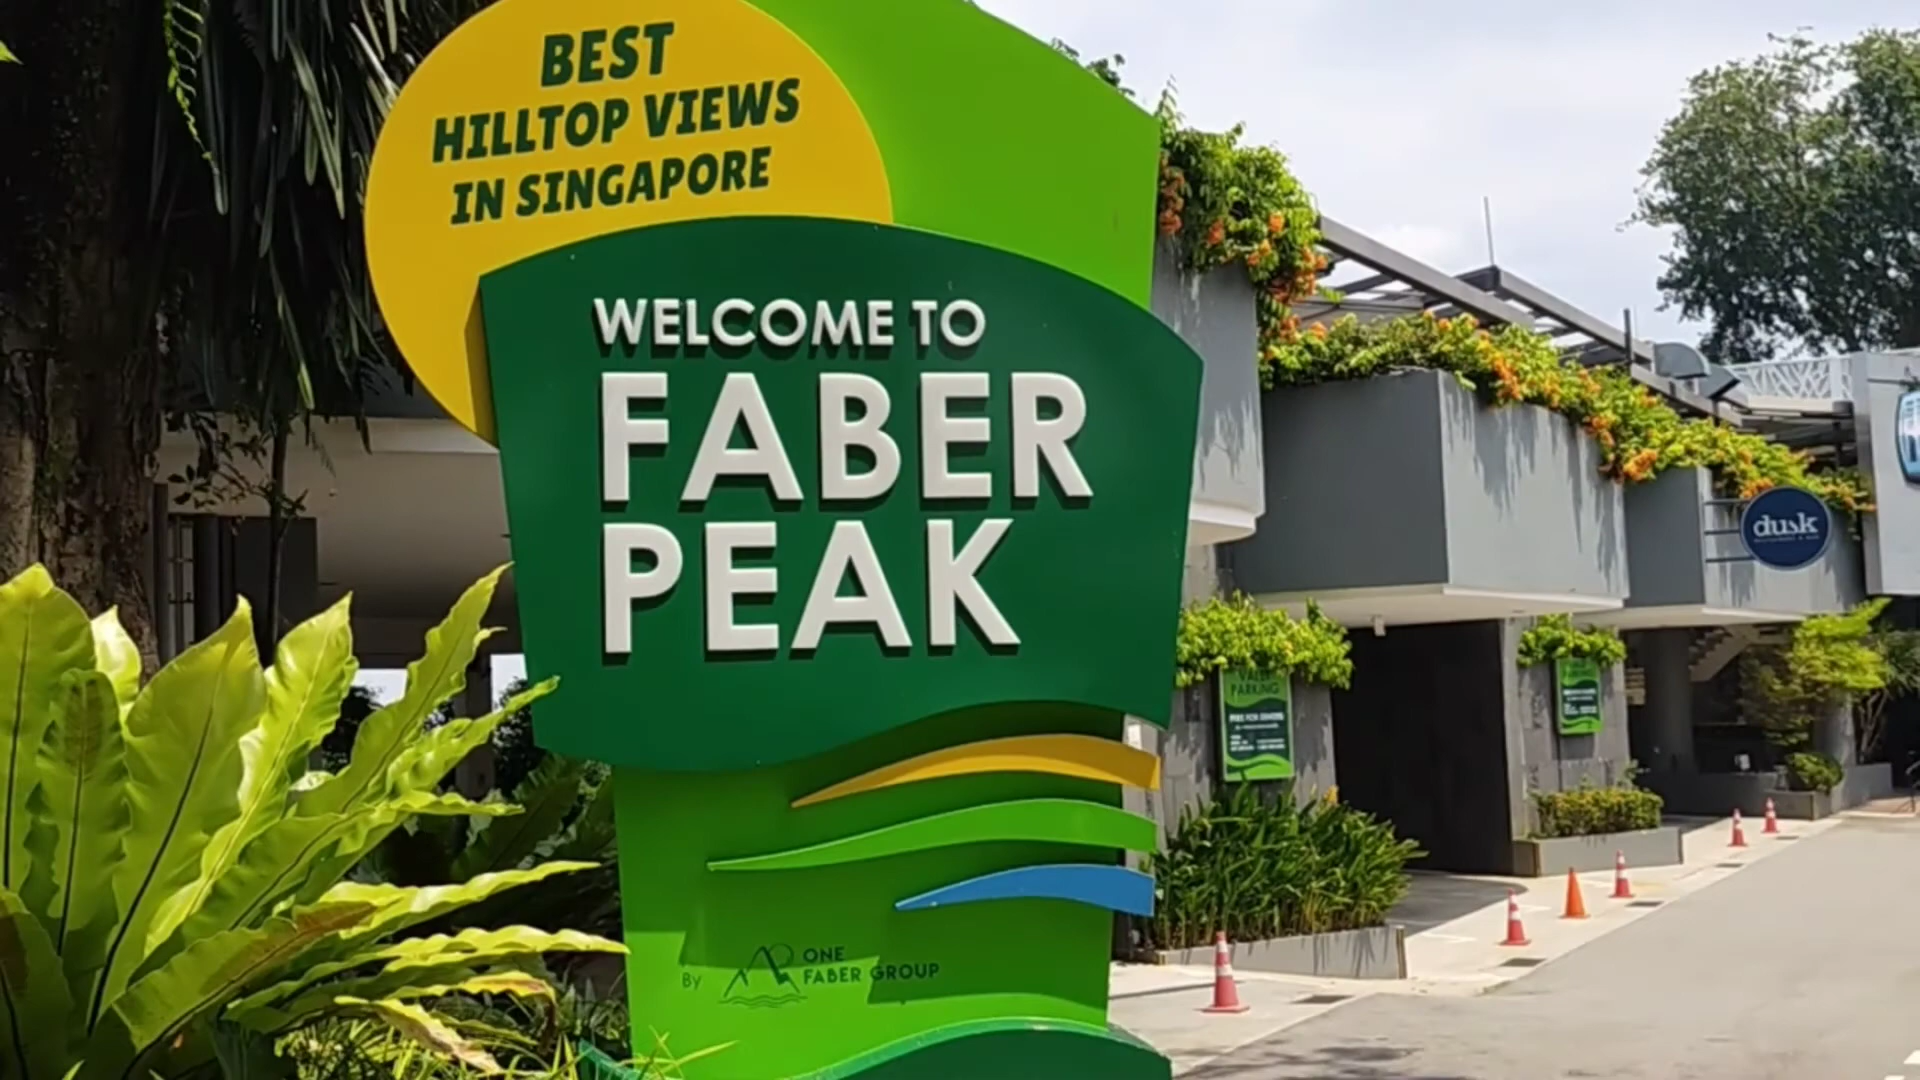 BEST
HILLTOP VIEWS
IN SINGAPORE
WELCOME TO
FABER
PEAK
By
ONE
FABER GROUP
dusk
VALET
PARKING